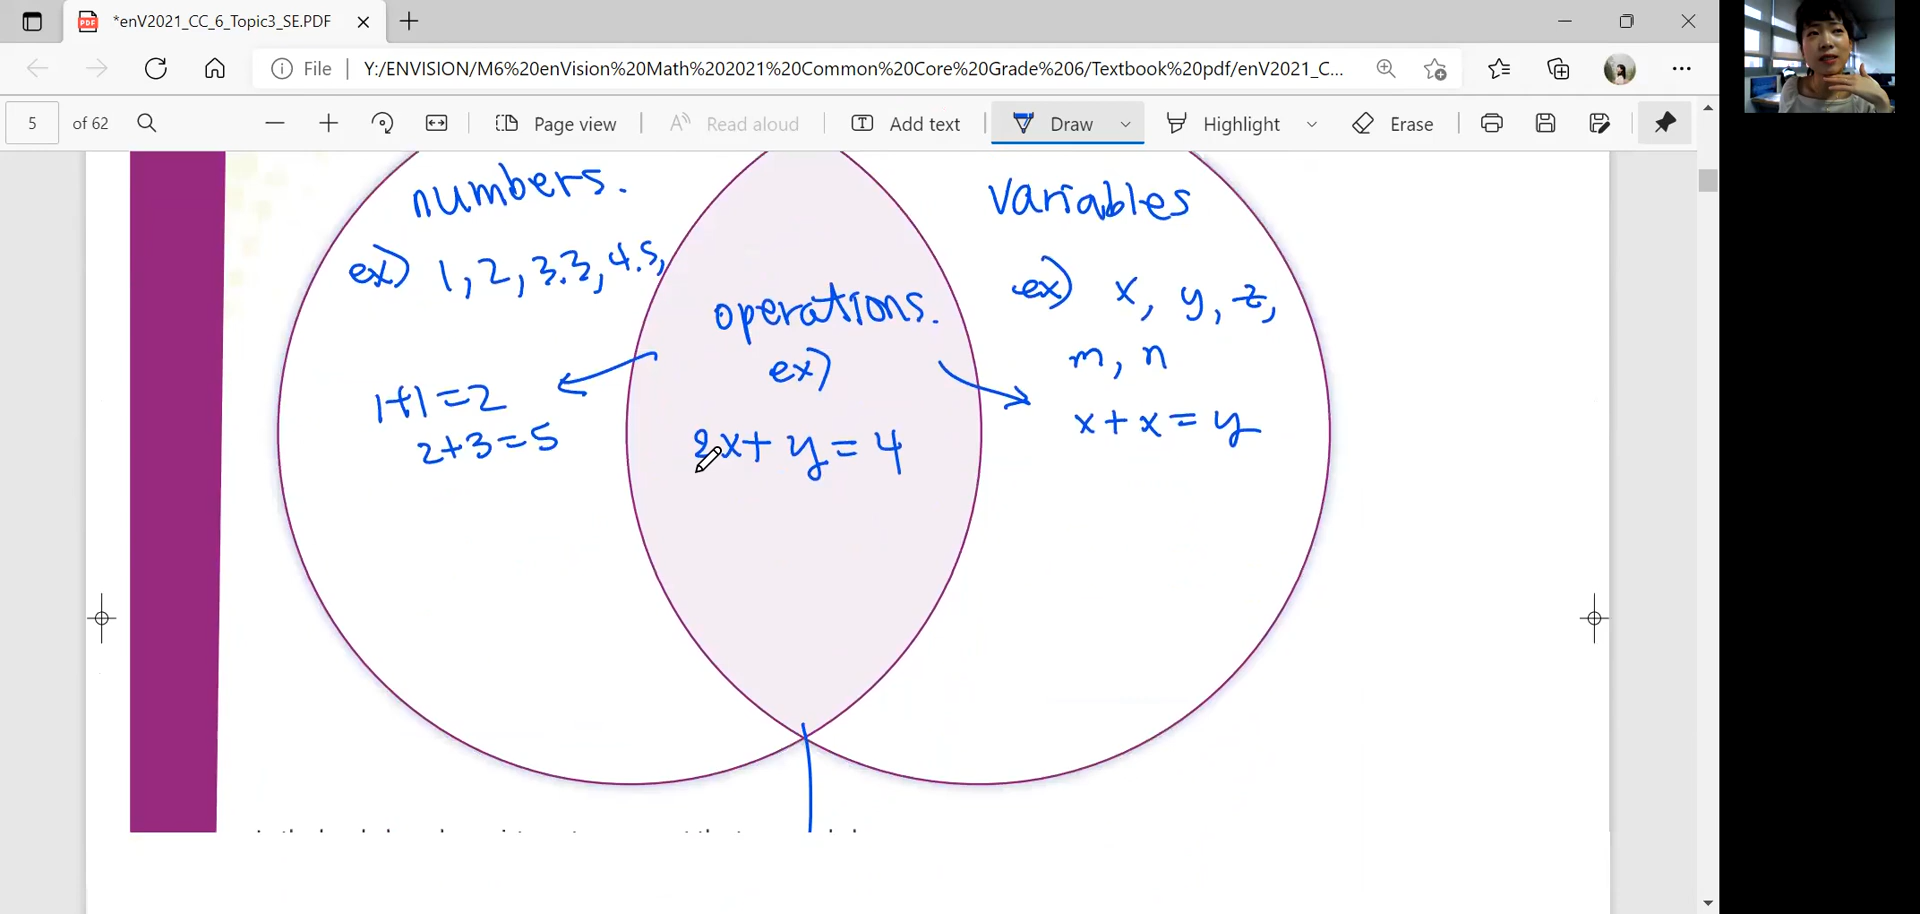 *enV2021_CC_6_Topic3_SE.PDF
File Y:/ENVISION/M6%20enVision%20Math%202021%20Common%20Core%20Grade%206/Textbook%20pdf/enV2021_C...
5 of 62 Page view Read aloud Add text Draw Highlight Erase
numbers.
ex) 1, 2, 3.3, 4.5,
1+1=2
2+3=5
operations.
ex)
2x+ y = 4
variables
ex) x, y, z,
m, n
x + x = y